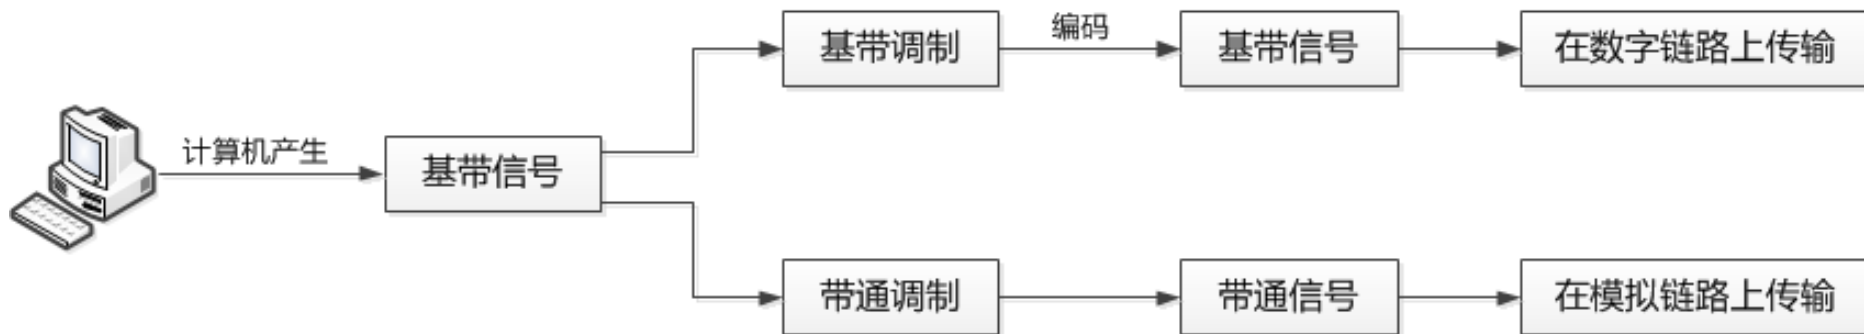 基带调制
编码
基带信号
在数字链路上传输
计算机产生
基带信号
带通调制
带通信号
在模拟链路上传输